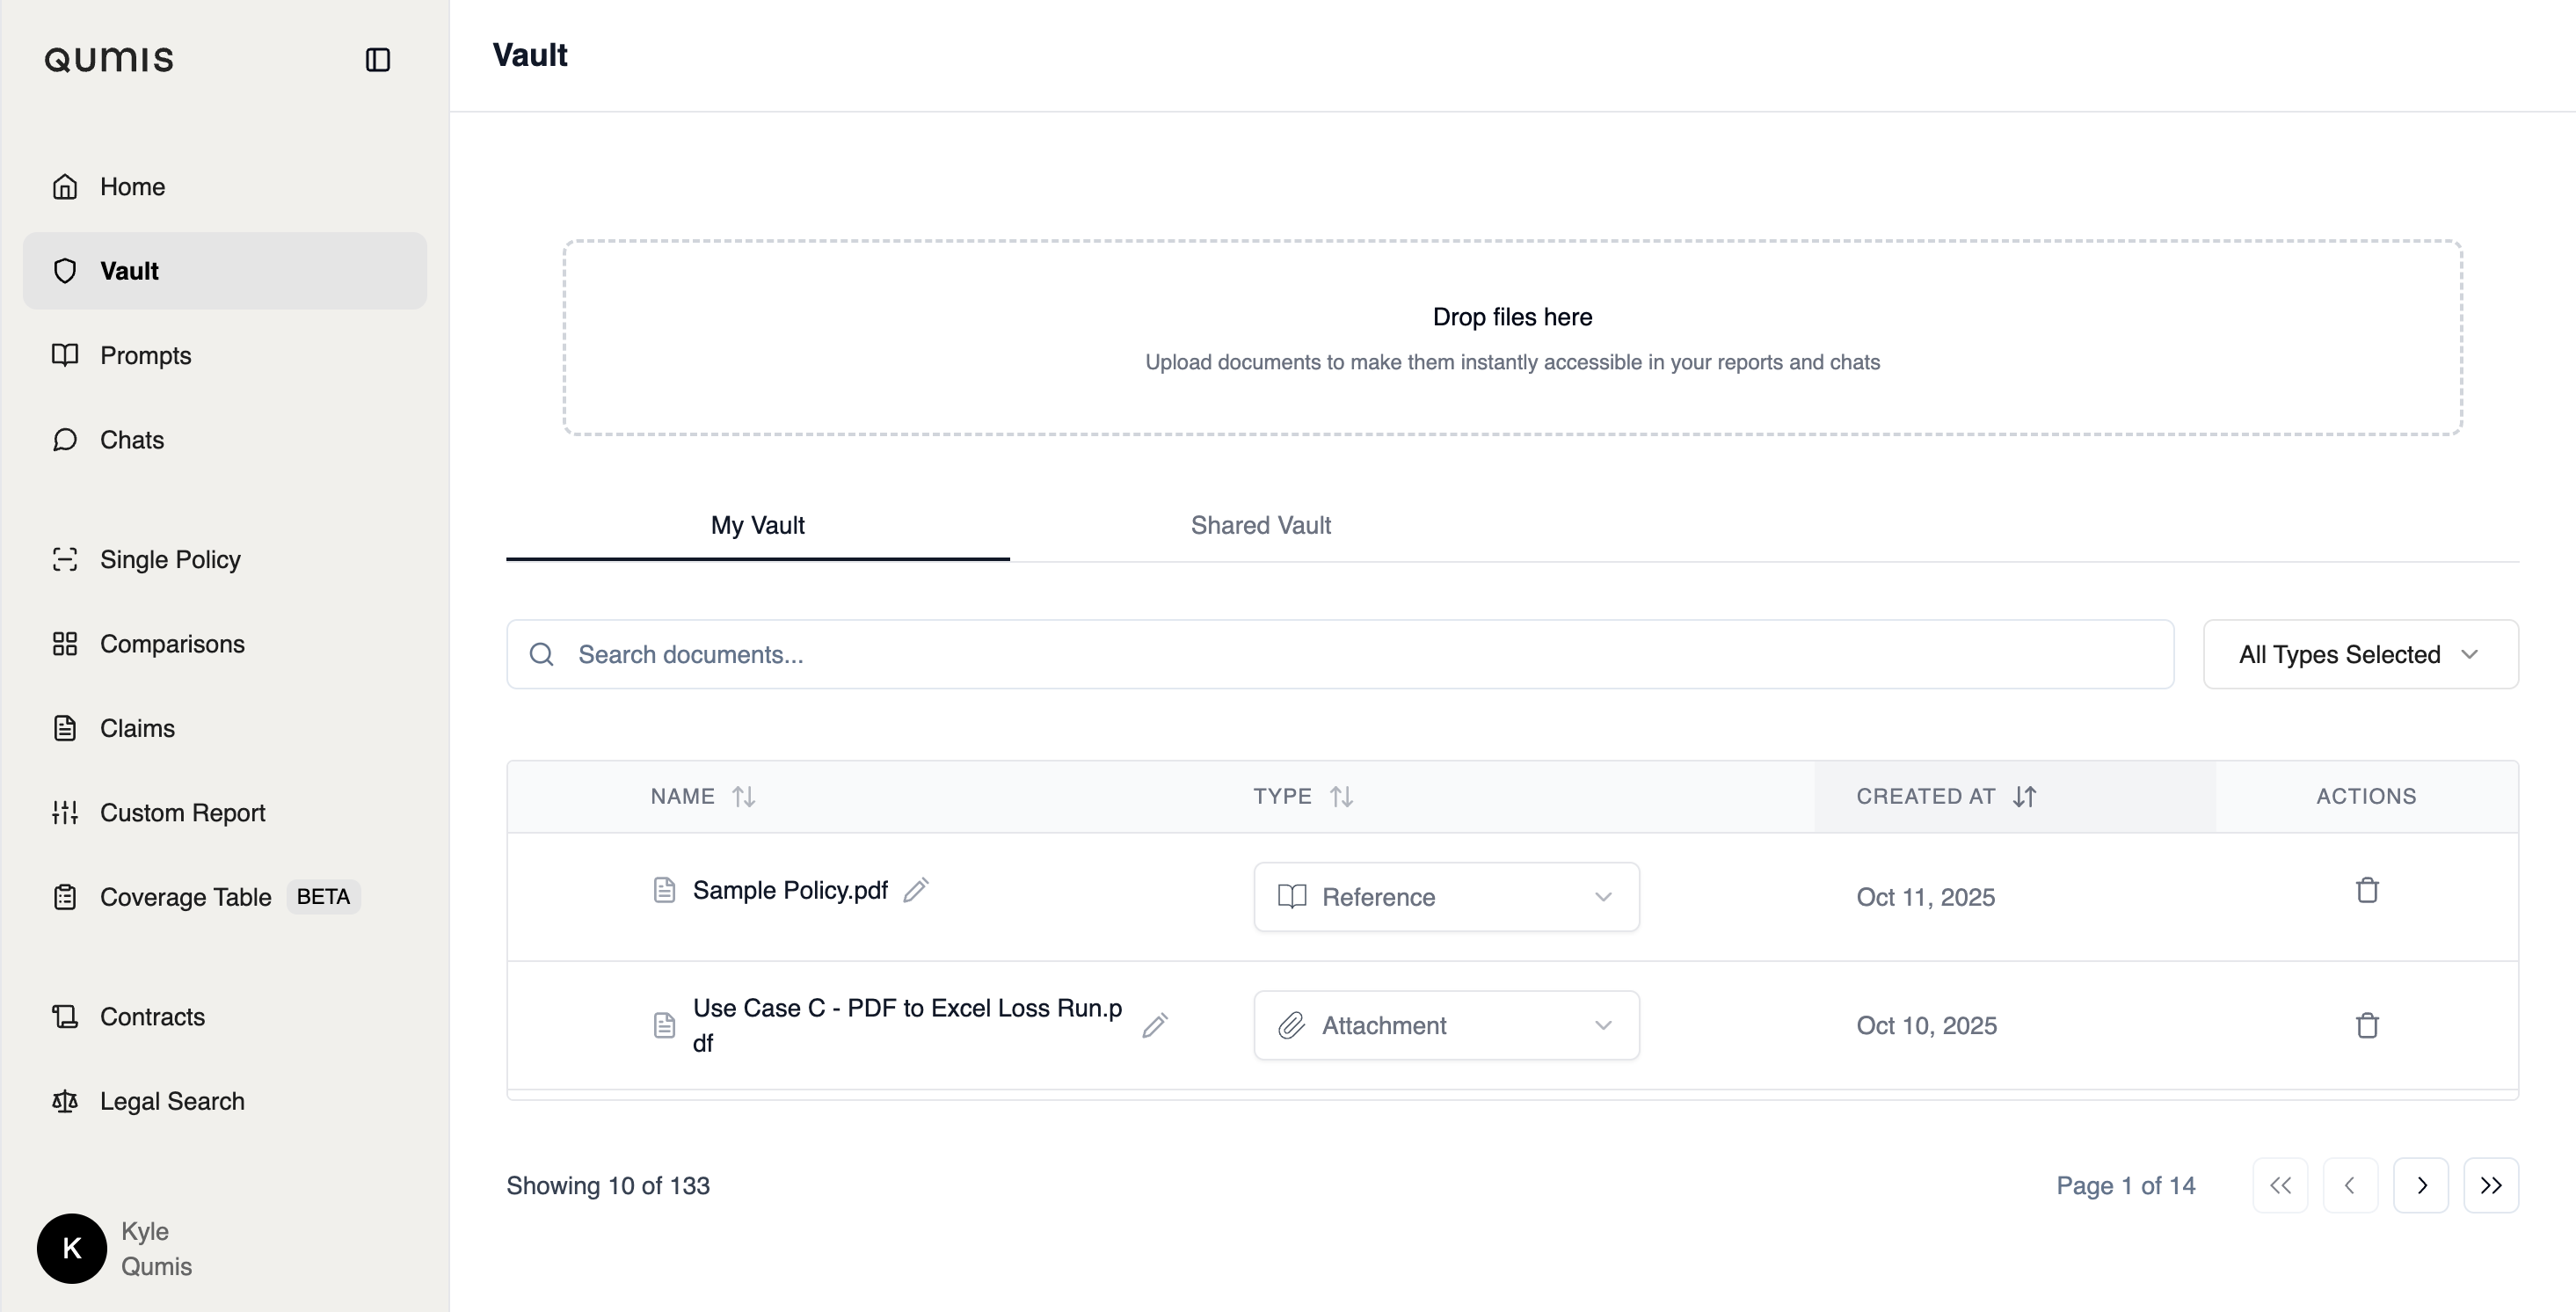 QUMIS
Home
Vault
Prompts
Chats
Single Policy
Comparisons
Claims
Custom Report
Coverage Table BETA
Contracts
Legal Search
K
Kyle
Qumis
Vault
Drop files here
Upload documents to make them instantly accessible in your reports and chats
My Vault Shared Vault
Search documents... All Types Selected
NAME TYPE CREATED AT ACTIONS
Sample Policy.pdf Reference Oct 11, 2025
Use Case C - PDF to Excel Loss Run.p
df
Attachment Oct 10, 2025
Showing 10 of 133 Page 1 of 14